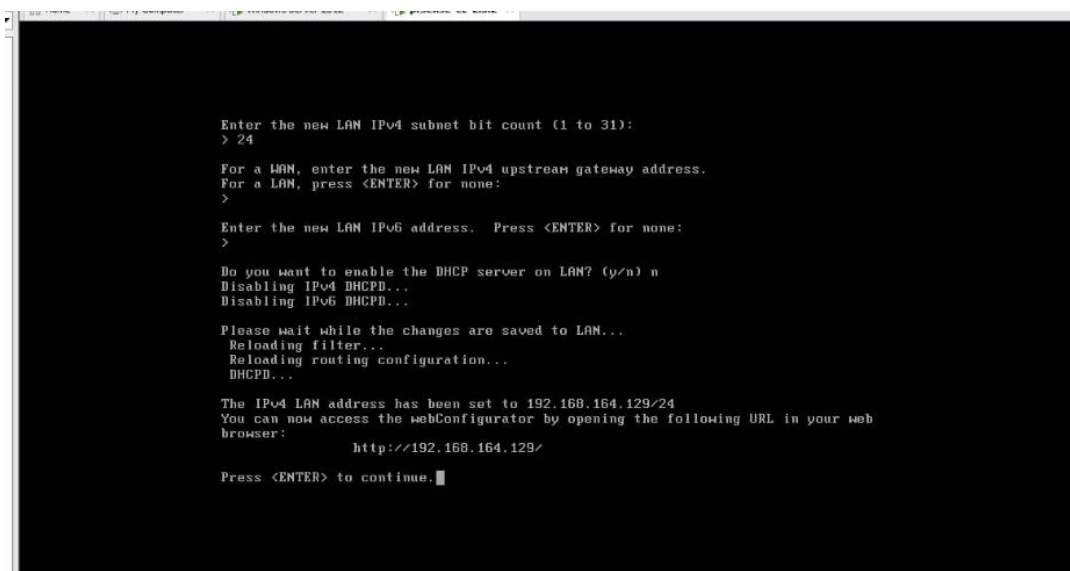 Enter the new LAN IPv4 subnet bit count (1 to 31):
> 24
For a WAN, enter the new LAN IPv4 upstream gateway address.
For a LAN, press <ENTER> for none:
>
Enter the new LAN IPv6 address.  Press <ENTER> for none:
>
Do you want to enable the DHCP server on LAN? (y/n) n
Disabling IPv4 DHCPD...
Disabling IPv6 DHCPD...
Please wait while the changes are saved to LAN...
Reloading filter...
Reloading routing configuration...
DHCPD...
The IPv4 LAN address has been set to 192.168.164.129/24
You can now access the webConfigurator by opening the following URL in your web
browser:
http://192.168.164.129/
Press <ENTER> to continue.